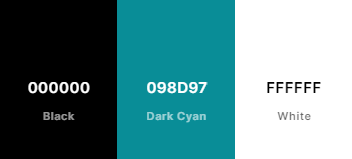 000000
Black
098D97
Dark Cyan
FFFFFF
White